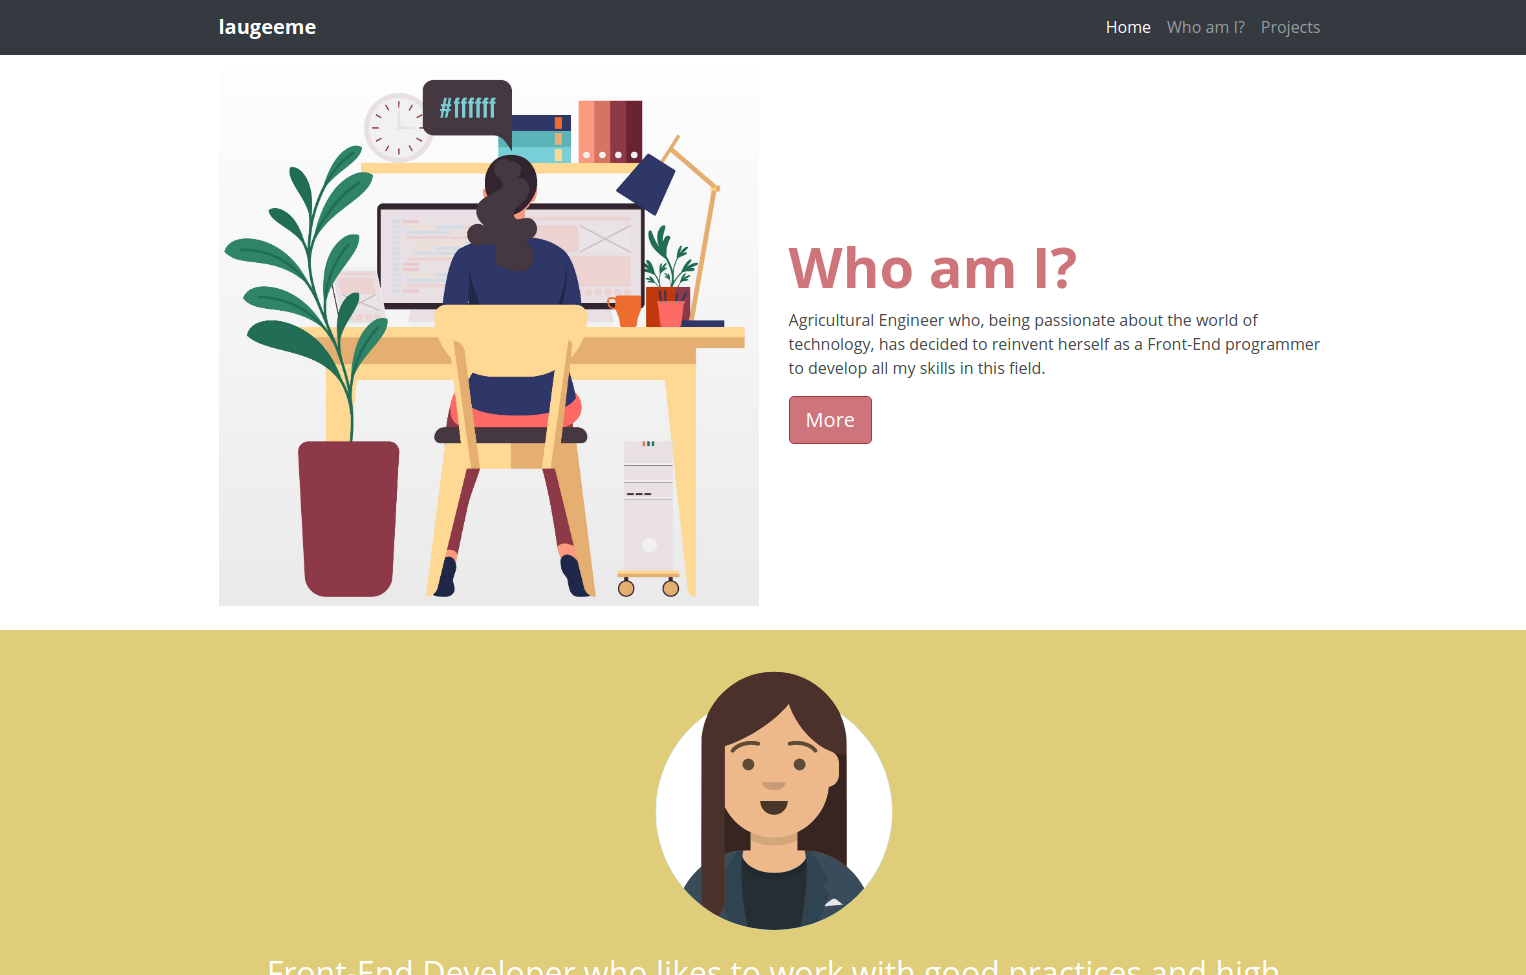 laugeeme
Home Who am I? Projects
#ffffff
Who am I?
Agricultural Engineer who, being passionate about the world of
technology, has decided to reinvent herself as a Front-End programmer
to develop all my skills in this field.
More
Front-End Developer who likes to work with good practices and high